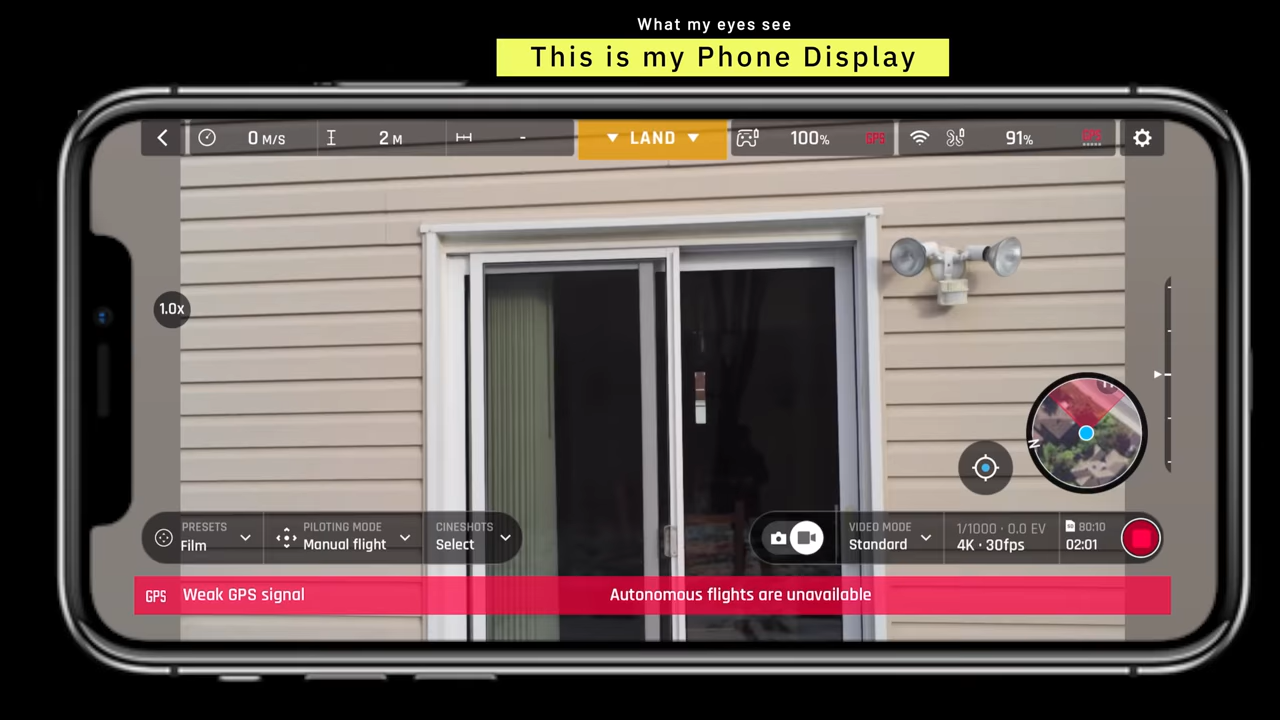 What my eyes see
This is my Phone Display
0 M/S
2 M
-
LAND
100%
GPS
91%
GPS
1.0x
N
PRESETS
Film
PILOTING MODE
Manual flight
CINESHOTS
Select
VIDEO MODE
Standard
1/1000 · 0.0 EV
4K · 30fps
80:10
02:01
GPS Weak GPS signal
Autonomous flights are unavailable